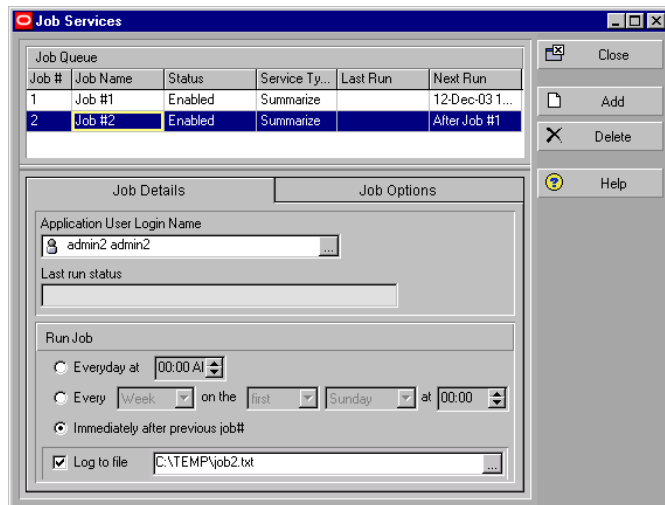 Job Services
Job Queue
Job # Job Name Status Service Ty... Last Run Next Run
1 Job #1 Enabled Summarize 12-Dec-03 1...
2 Job #2 Enabled Summarize After Job #1
Close
Add
Delete
Help
Job Details Job Options
Application User Login Name
admin2 admin2 ...
Last run status
Run Job
Everyday at 00:00 AI
Every Week on the first Sunday at 00:00
Immediately after previous job#
Log to file C:\TEMP\job2.txt ...